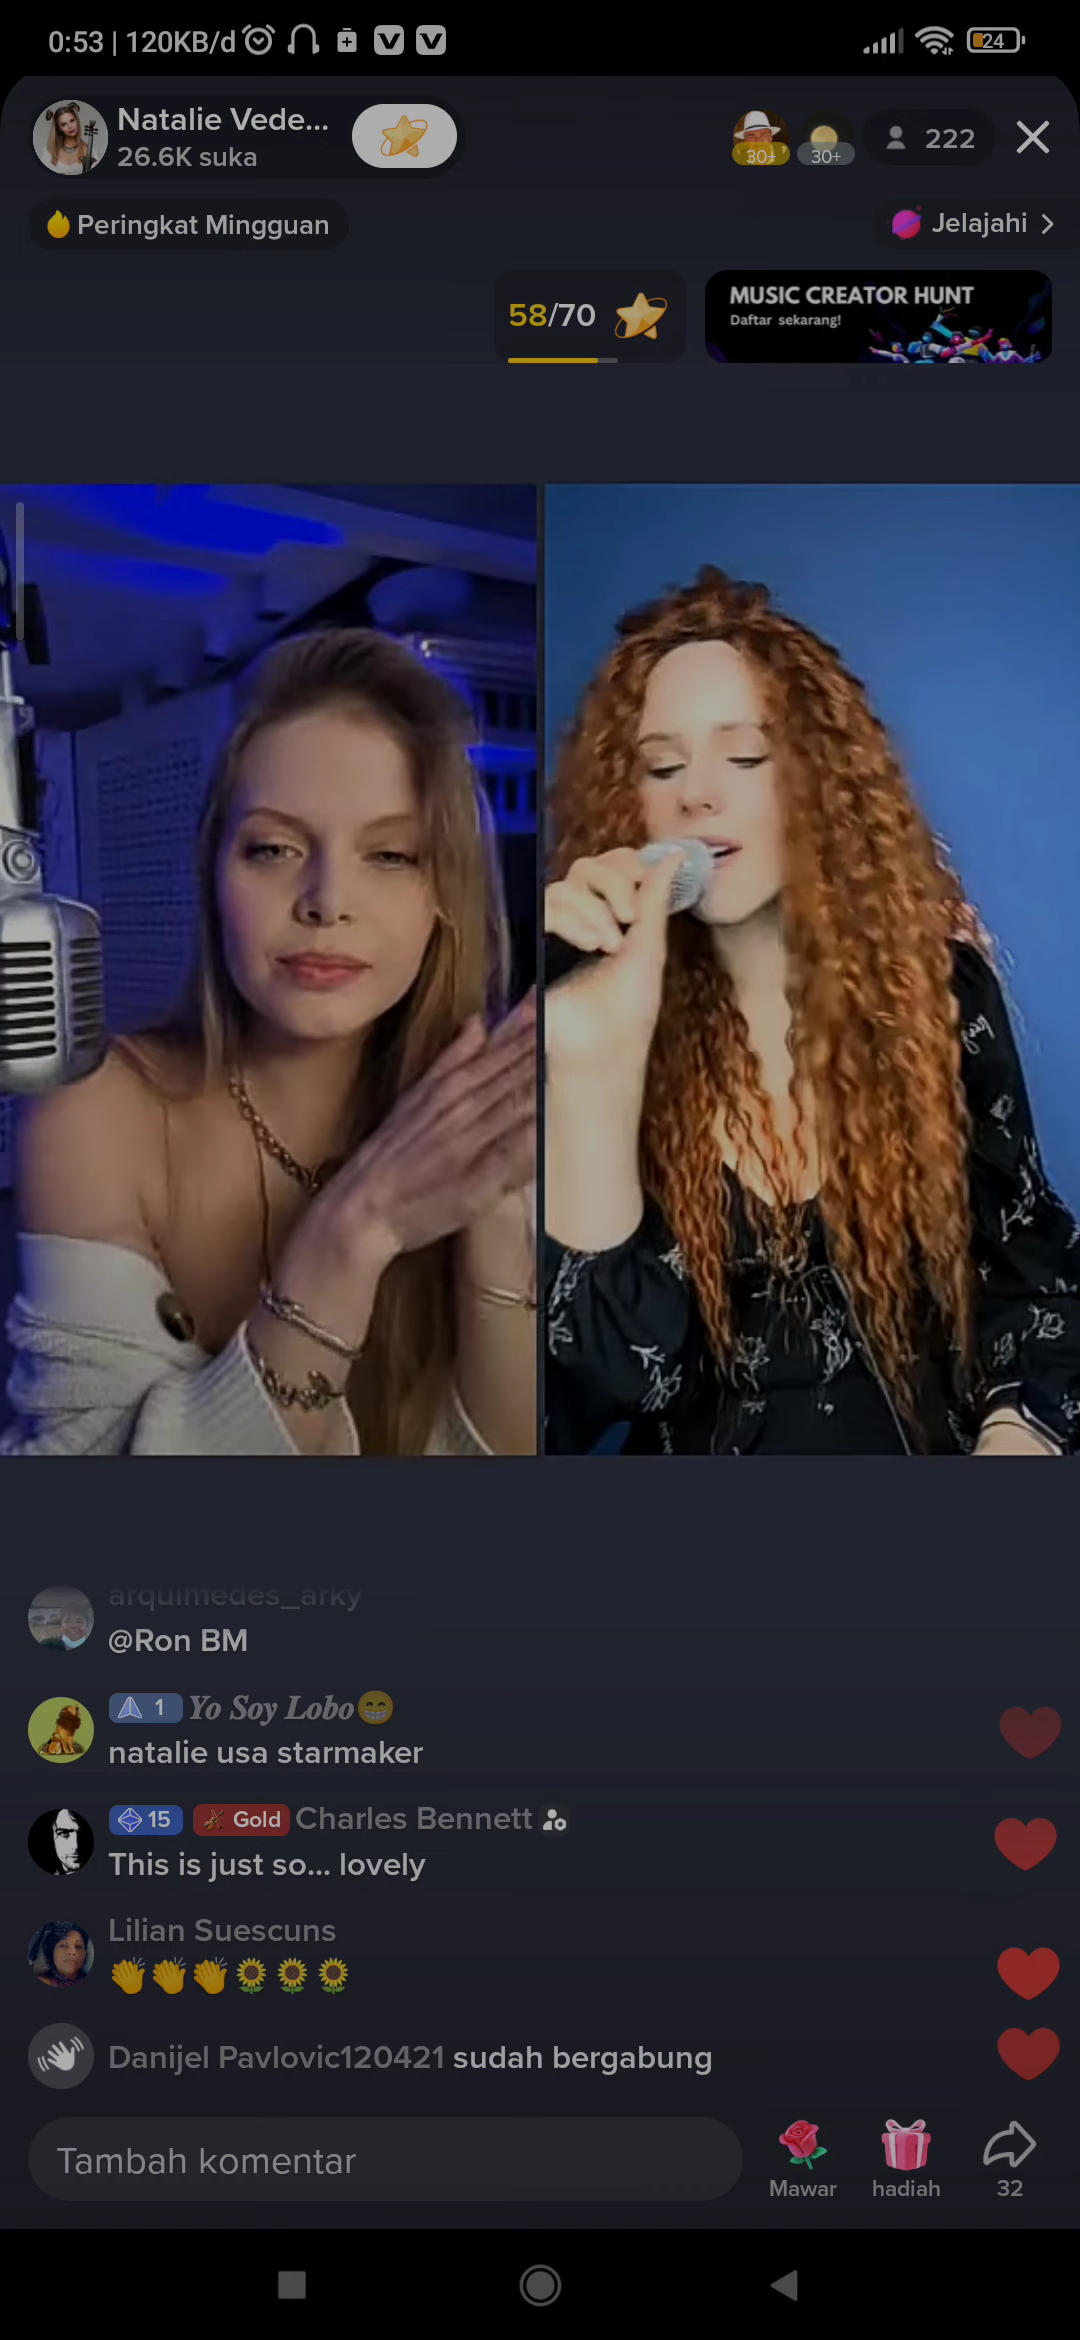 0:53 | 120KB/d
24
Natalie Vede...
26.6K suka
30+
30+
222
Peringkat Mingguan
Jelajahi
58/70
MUSIC CREATOR HUNT
Daftar sekarang!
arquimedes_arky
@Ron BM
1 Yo Soy Lobo😁
natalie usa starmaker
15 Gold Charles Bennett
This is just so... lovely
Lilian Suescuns
👏👏👏🌻🌻🌻
Danijel Pavlovic120421 sudah bergabung
Tambah komentar
Mawar
hadiah
32